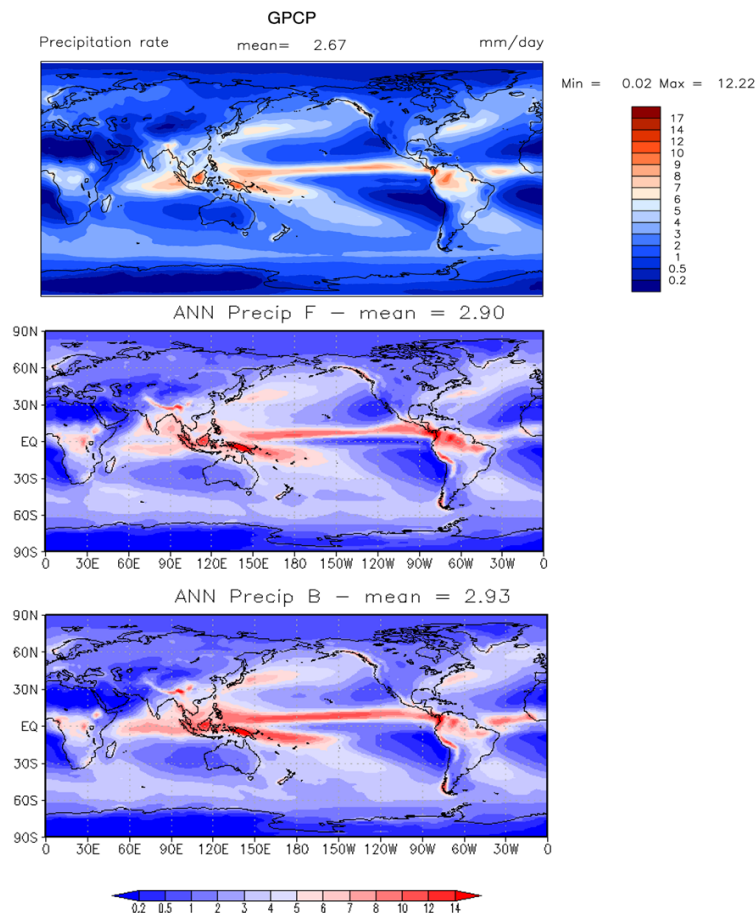 GPCP
Precipitation rate mean= 2.67 mm/day
Min = 0.02 Max = 12.22
17
14
12
10
9
8
7
6
5
4
3
2
1
0.5
0.2
ANN Precip F – mean = 2.90
90N
60N
30N
EQ
30S
60S
90S
0 30E 60E 90E 120E 150E 180 150W 120W 90W 60W 30W 0
ANN Precip B – mean = 2.93
90N
60N
30N
EQ
30S
60S
90S
0 30E 60E 90E 120E 150E 180 150W 120W 90W 60W 30W 0
0.2 0.5 1 2 3 4 5 6 7 8 10 12 14